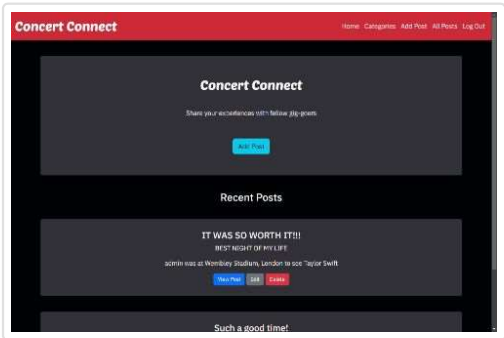 Concert Connect
Home Categories Add Post All Posts Log Out
Concert Connect
Share your experiences with fellow gig-goers
Add Post
Recent Posts
IT WAS SO WORTH IT!!!
BEST NIGHT OF MY LIFE
admin was at Wembley Stadium, London to see Taylor Swift
View Post Edit Delete
Such a good time!